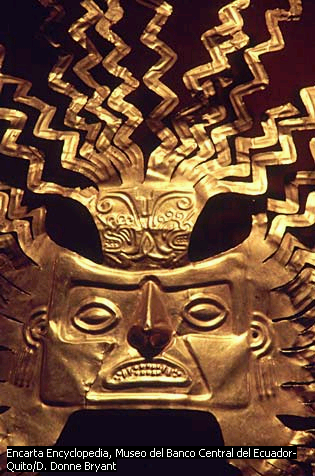 Encarta Encyclopedia, Museo del Banco Central del Ecuador-
Quito/D. Donne Bryant